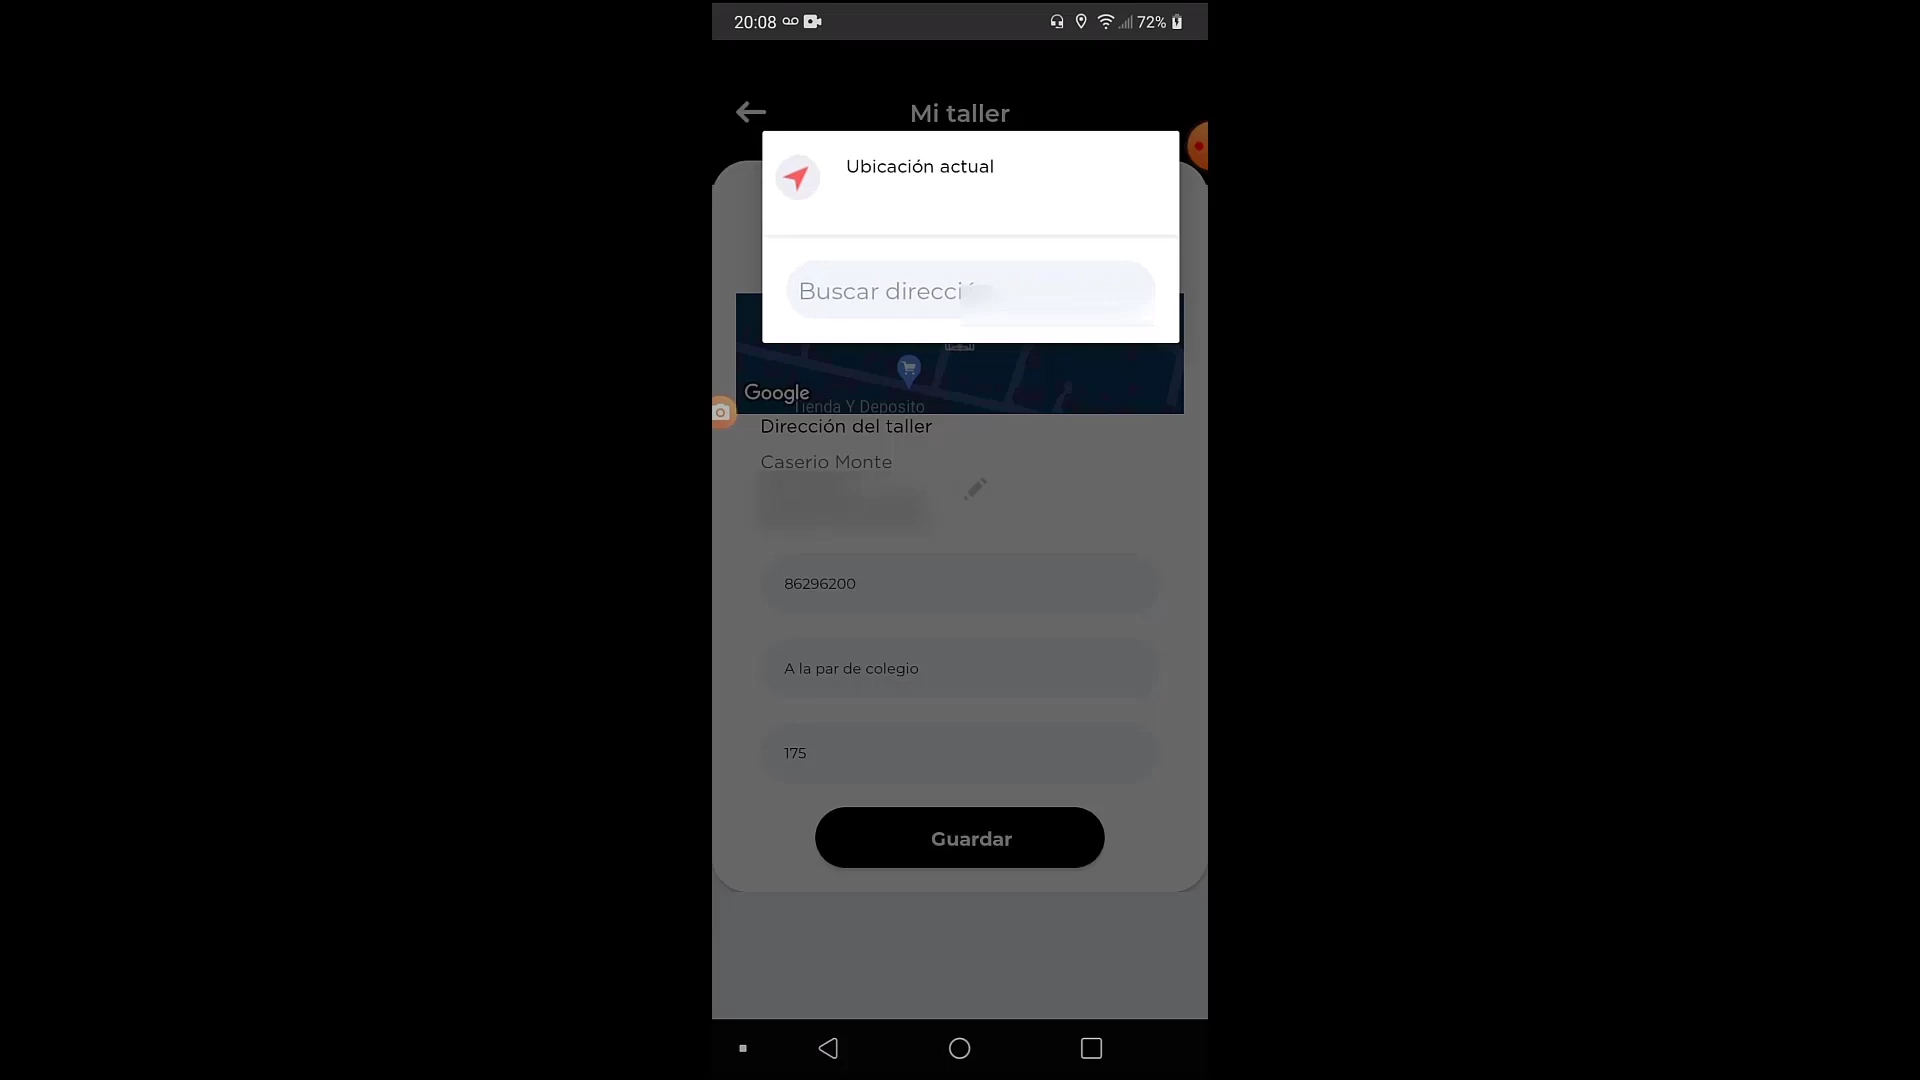 20:08
72%
Mi taller
Ubicación actual
Buscar direcció
Google
Tienda Y Deposito
Dirección del taller
Caserio Monte
86296200
A la par de colegio
175
Guardar